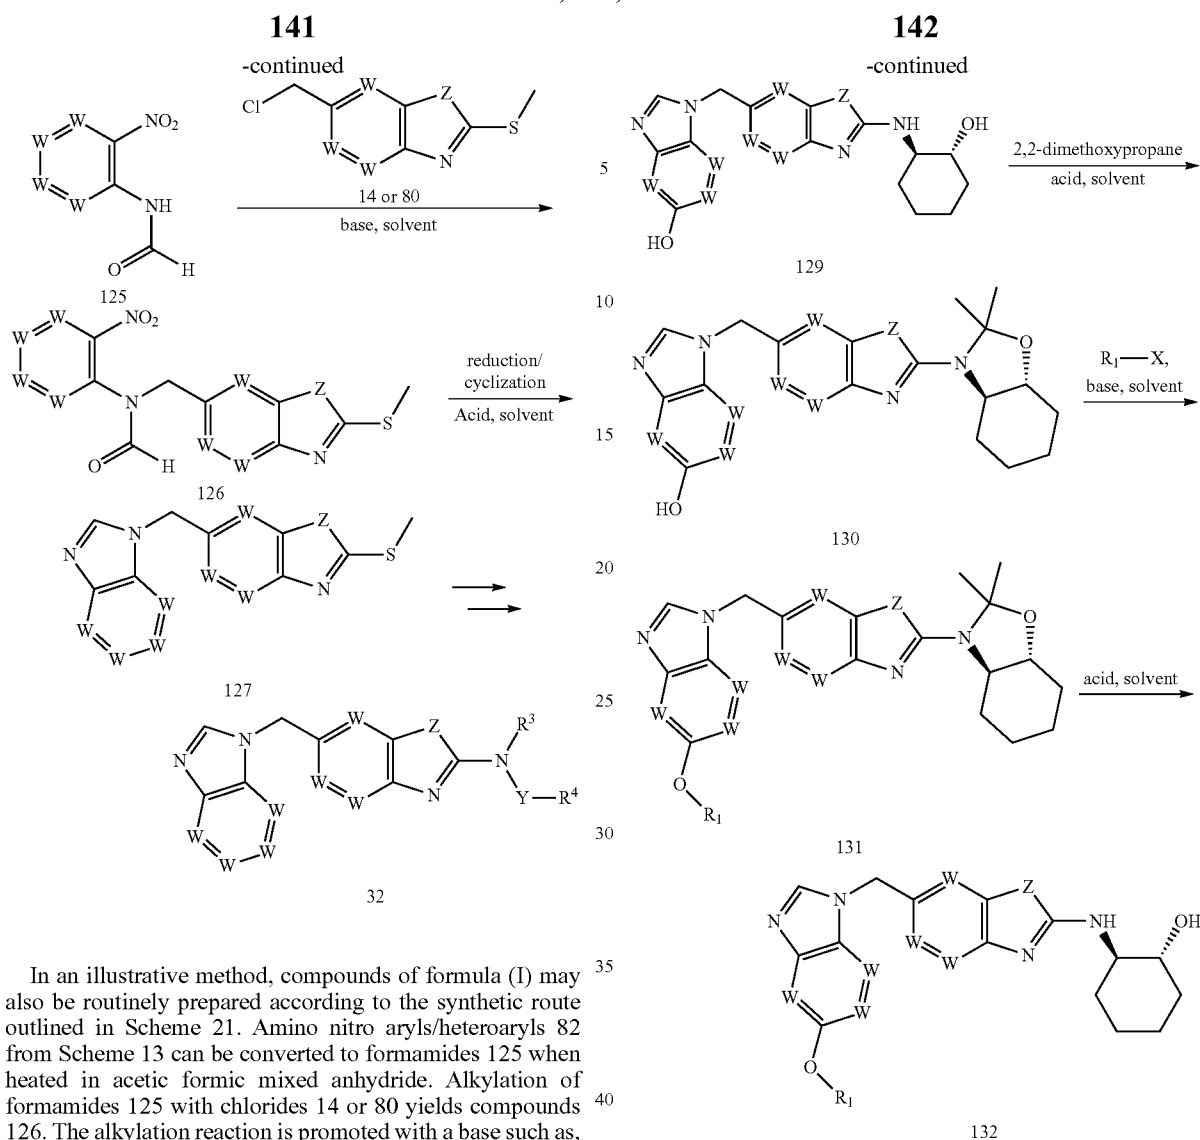 141
-continued
NO2
W
W
W
W
NH
O
H
125
Cl
W
W
W
Z
N
S
14 or 80
base, solvent
NO2
W
W
W
W
N
O
H
W
W
W
Z
N
S
126
reduction/
cyclization
Acid, solvent
N
N
W
W
W
W
W
W
W
Z
N
S
127
N
N
W
W
W
W
W
W
W
Z
N
N
R3
Y
R4
32
In an illustrative method, compounds of formula (I) may
also be routinely prepared according to the synthetic route
outlined in Scheme 21. Amino nitro aryls/heteroaryls 82
from Scheme 13 can be converted to formamides 125 when
heated in acetic formic mixed anhydride. Alkylation of
formamides 125 with chlorides 14 or 80 yields compounds
126. The alkylation reaction is promoted with a base such as,
5
10
15
20
25
30
35
40
142
-continued
N
N
W
W
W
HO
W
W
W
Z
N
NH
OH
129
2,2-dimethoxypropane
acid, solvent
N
N
W
W
W
HO
W
W
W
Z
N
N
O
130
R1—X,
base, solvent
N
N
W
W
W
O
R1
W
W
W
Z
N
N
O
131
acid, solvent
N
N
W
W
W
O
R1
W
W
W
Z
N
NH
OH
132